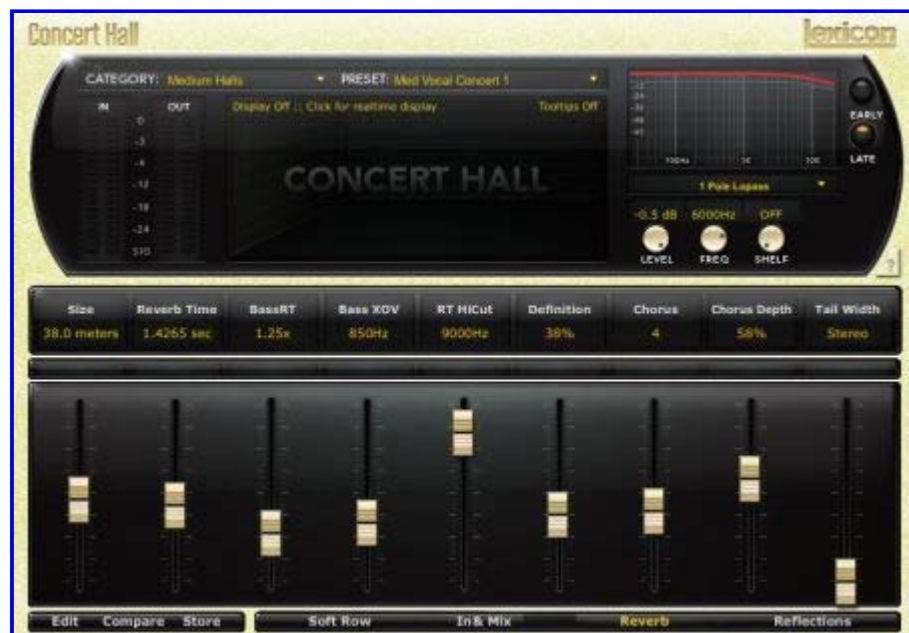 Concert Hall
lexicon
CATEGORY: Medium Halls PRESET: Med Vocal Concert 1
IN OUT
Display Off :: Click for realtime display Tooltips Off
0
-3
-6
-12
-18
-24
CONCERT HALL
100Hz 1K 10K
EARLY
LATE
1 Pole Lopass
-0.5 dB 6000Hz OFF
LEVEL FREQ SHELF
?
Size Reverb Time BassRT Bass XOV RT HiCut Definition Chorus Chorus Depth Tail Width
38.0 meters 1.4265 sec 1.25x 850Hz 9000Hz 38% 4 58% Stereo
Edit Compare Store Soft Row In& Mix Reverb Reflections